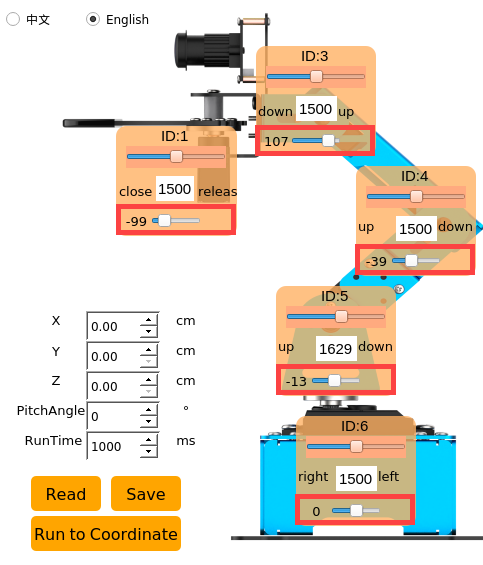 中文 English
ID:3
down 1500 up
107
ID:1
close 1500 releas
-99
ID:4
up 1500 down
-39
ID:5
up 1629 down
-13
X 0.00 cm
Y 0.00 cm
Z 0.00 cm
PitchAngle 0 °
RunTime 1000 ms
ID:6
right 1500 left
0
Read Save
Run to Coordinate